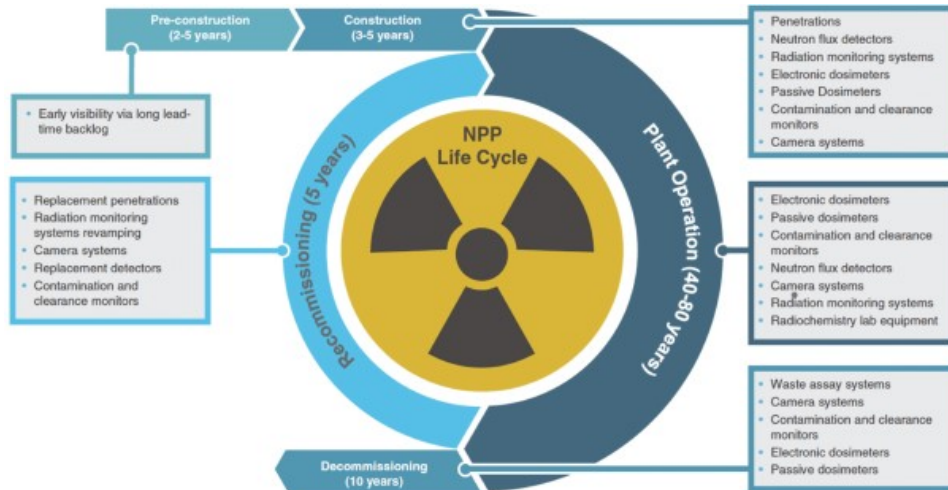 Pre-construction
(2-5 years)
Construction
(3-5 years)
Penetrations
Neutron flux detectors
Radiation monitoring systems
Electronic dosimeters
Passive Dosimeters
Contamination and clearance
monitors
Camera systems
Early visibility via long lead-
time backlog
NPP
Life Cycle
Replacement penetrations
Radiation monitoring
systems revamping
Camera systems
Replacement detectors
Contamination and
clearance monitors
Recommissioning (5 years)
Plant Operation (40-80 years)
Electronic dosimeters
Passive dosimeters
Contamination and clearance
monitors
Neutron flux detectors
Camera systems
Radiation monitoring systems
Radiochemistry lab equipment
Waste assay systems
Camera systems
Contamination and clearance
monitors
Electronic dosimeters
Passive dosimeters
Decommissioning
(10 years)